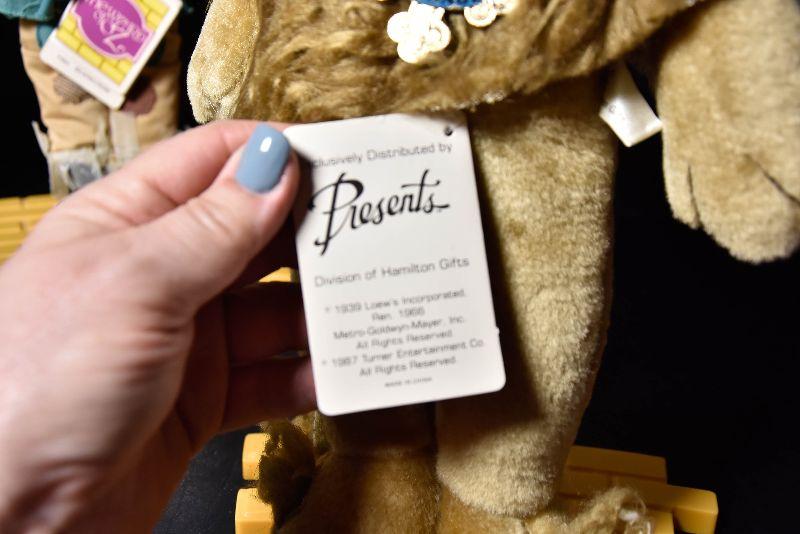 clusively Distributed by
Presents™
Division of Hamilton Gifts
© 1939 Loew's Incorporated.
Ren. 1966
Metro-Goldwyn-Mayer, Inc.
All Rights Reserved.
© 1987 Turner Entertainment Co.
All Rights Reserved.
MADE IN CHINA